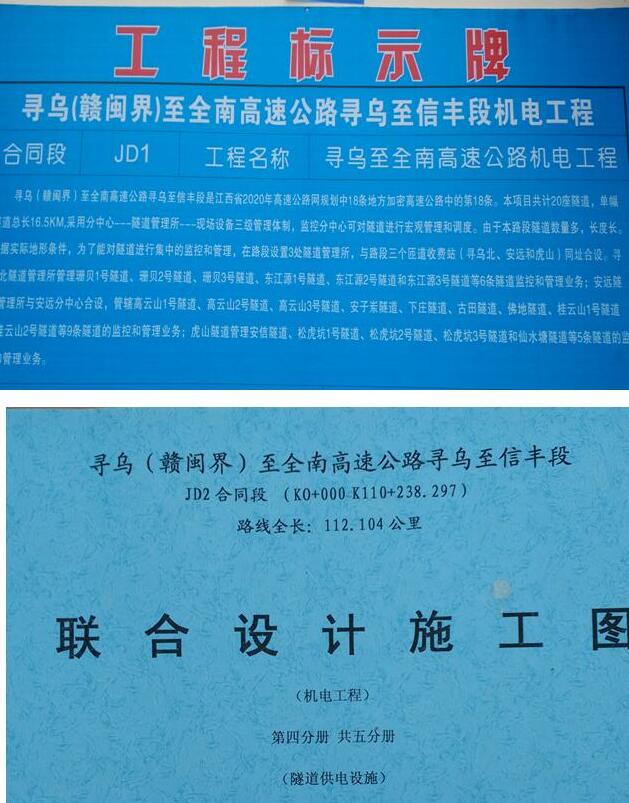 工程标示牌
寻乌(赣闽界)至全南高速公路寻乌至信丰段机电工程
合同段 JD1 工程名称 寻乌至全南高速公路机电工程
寻乌（赣闽界）至全南高速公路寻乌至信丰段是江西省2020年高速公路网规划中18条地方加密高速公路中的第18条。本项目共计20座隧道，单幅
道总长16.5KM,采用分中心---隧道管理所---现场设备三级管理体制，监控分中心可对隧道进行宏观管理和调度。由于本路段隧道数量多，长度长。
据实际地形条件，为了能对隧道进行集中的监控和管理，在路段设置3处隧道管理所，与路段三个匝道收费站（寻乌北、安远和虎山）同址合设。寻
北隧道管理所管理珊贝1号隧道、珊贝2号隧道、珊贝3号隧道、东江源1号隧道、东江源2号隧道和东江源3号隧道等6条隧道监控和管理业务；安远隧
管理所与安远分中心合设，管辖高云山1号隧道、高云山2号隧道、高云山3号隧道、安子岽隧道、下庄隧道、古田隧道、佛地隧道、桂云山1号隧道
桂云山2号隧道等9条隧道的监控和管理业务；虎山隧道管理安信隧道、松虎坑1号隧道、松虎坑2号隧道、松虎坑3号隧道和仙水塘隧道等5条隧道的监
和管理业务。
寻乌（赣闽界）至全南高速公路寻乌至信丰段
JD2合同段 （K0+000 K110+238.297）
路线全长：112.104公里
联合设计施工图
（机电工程）
第四分册 共五分册
（隧道供电设施）